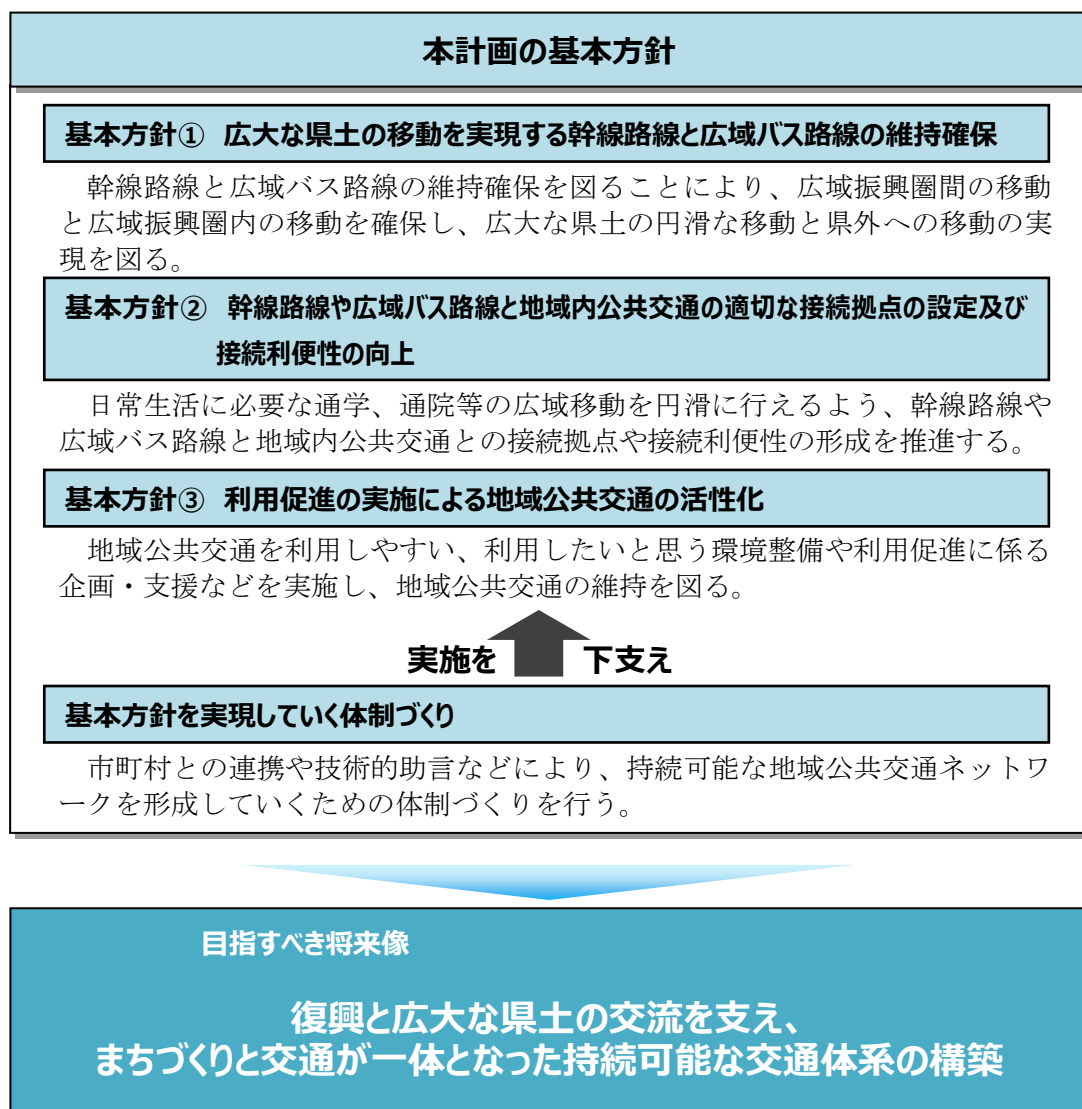 本計画の基本方針
基本方針① 広大な県土の移動を実現する幹線路線と広域バス路線の維持確保
幹線路線と広域バス路線の維持確保を図ることにより、広域振興圏間の移動
と広域振興圏内の移動を確保し、広大な県土の円滑な移動と県外への移動の実
現を図る。
基本方針② 幹線路線や広域バス路線と地域内公共交通の適切な接続拠点の設定及び
接続利便性の向上
日常生活に必要な通学、通院等の広域移動を円滑に行えるよう、幹線路線や
広域バス路線と地域内公共交通との接続拠点や接続利便性の形成を推進する。
基本方針③ 利用促進の実施による地域公共交通の活性化
地域公共交通を利用しやすい、利用したいと思う環境整備や利用促進に係る
企画・支援などを実施し、地域公共交通の維持を図る。
実施を 下支え
基本方針を実現していく体制づくり
市町村との連携や技術的助言などにより、持続可能な地域公共交通ネットワ
ークを形成していくための体制づくりを行う。
目指すべき将来像
復興と広大な県土の交流を支え、
まちづくりと交通が一体となった持続可能な交通体系の構築